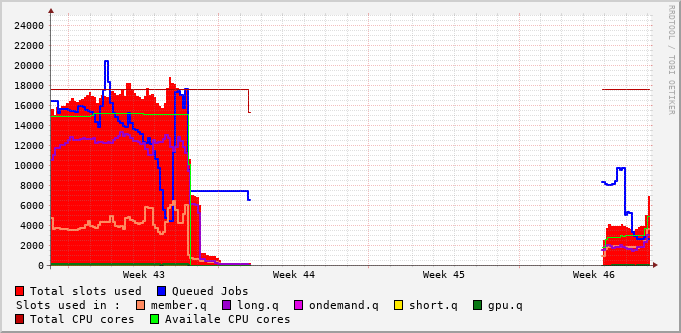 RRDTOOL / TOBI OETIKER
24000
22000
20000
18000
16000
14000
12000
10000
8000
6000
4000
2000
0
Week 43 Week 44 Week 45 Week 46
Total slots used Queued Jobs
Slots used in : member.q long.q ondemand.q short.q gpu.q
Total CPU cores Availale CPU cores